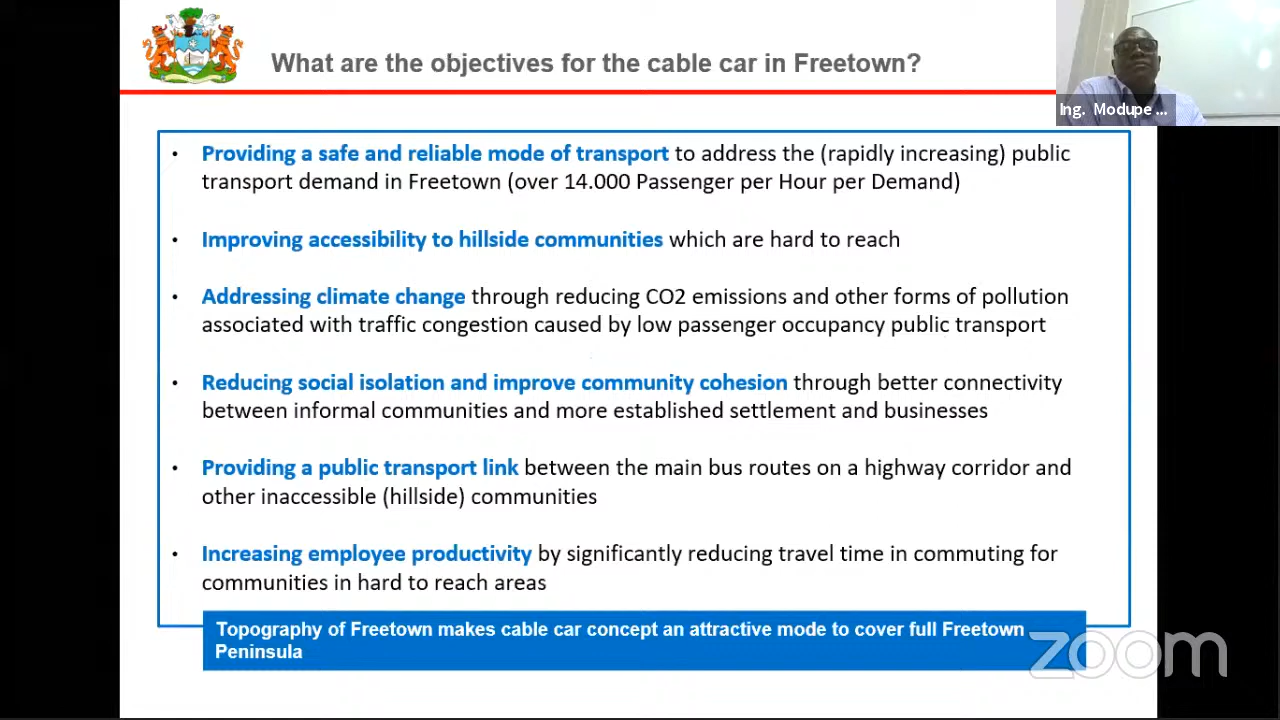 What are the objectives for the cable car in Freetown?
Ing. Modupe ...
• Providing a safe and reliable mode of transport to address the (rapidly increasing) public
transport demand in Freetown (over 14.000 Passenger per Hour per Demand)
• Improving accessibility to hillside communities which are hard to reach
• Addressing climate change through reducing CO2 emissions and other forms of pollution
associated with traffic congestion caused by low passenger occupancy public transport
• Reducing social isolation and improve community cohesion through better connectivity
between informal communities and more established settlement and businesses
• Providing a public transport link between the main bus routes on a highway corridor and
other inaccessible (hillside) communities
• Increasing employee productivity by significantly reducing travel time in commuting for
communities in hard to reach areas
Topography of Freetown makes cable car concept an attractive mode to cover full Freetown
Peninsula
zoom